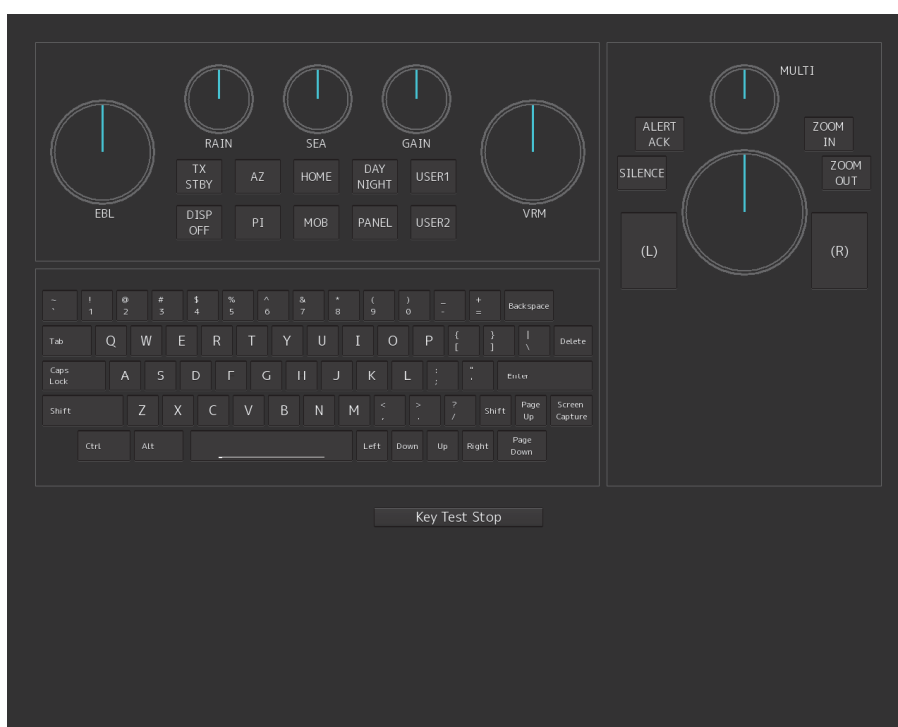 MULTI
RAIN SEA GAIN
EBL VRM
TX
STBY
AZ
HOME
DAY
NIGHT
USER1
DISP
OFF
PI
MOB
PANEL
USER2
ALERT
ACK
ZOOM
IN
SILENCE
ZOOM
OUT
(L) (R)
~ ! @ # $ % ^ & * ( ) _ +
` 1 2 3 4 5 6 7 8 9 0 - = Backspace
Tab Q W E R T Y U I O P { } | Delete
[ ] \
Caps
Lock
A S D F G H J K L : "
; ' Enter
Shift Z X C V B N M < > ? Shift
, . /
Page
Up
Screen
Capture
Ctrl Alt Left Down Up Right
Page
Down
Key Test Stop